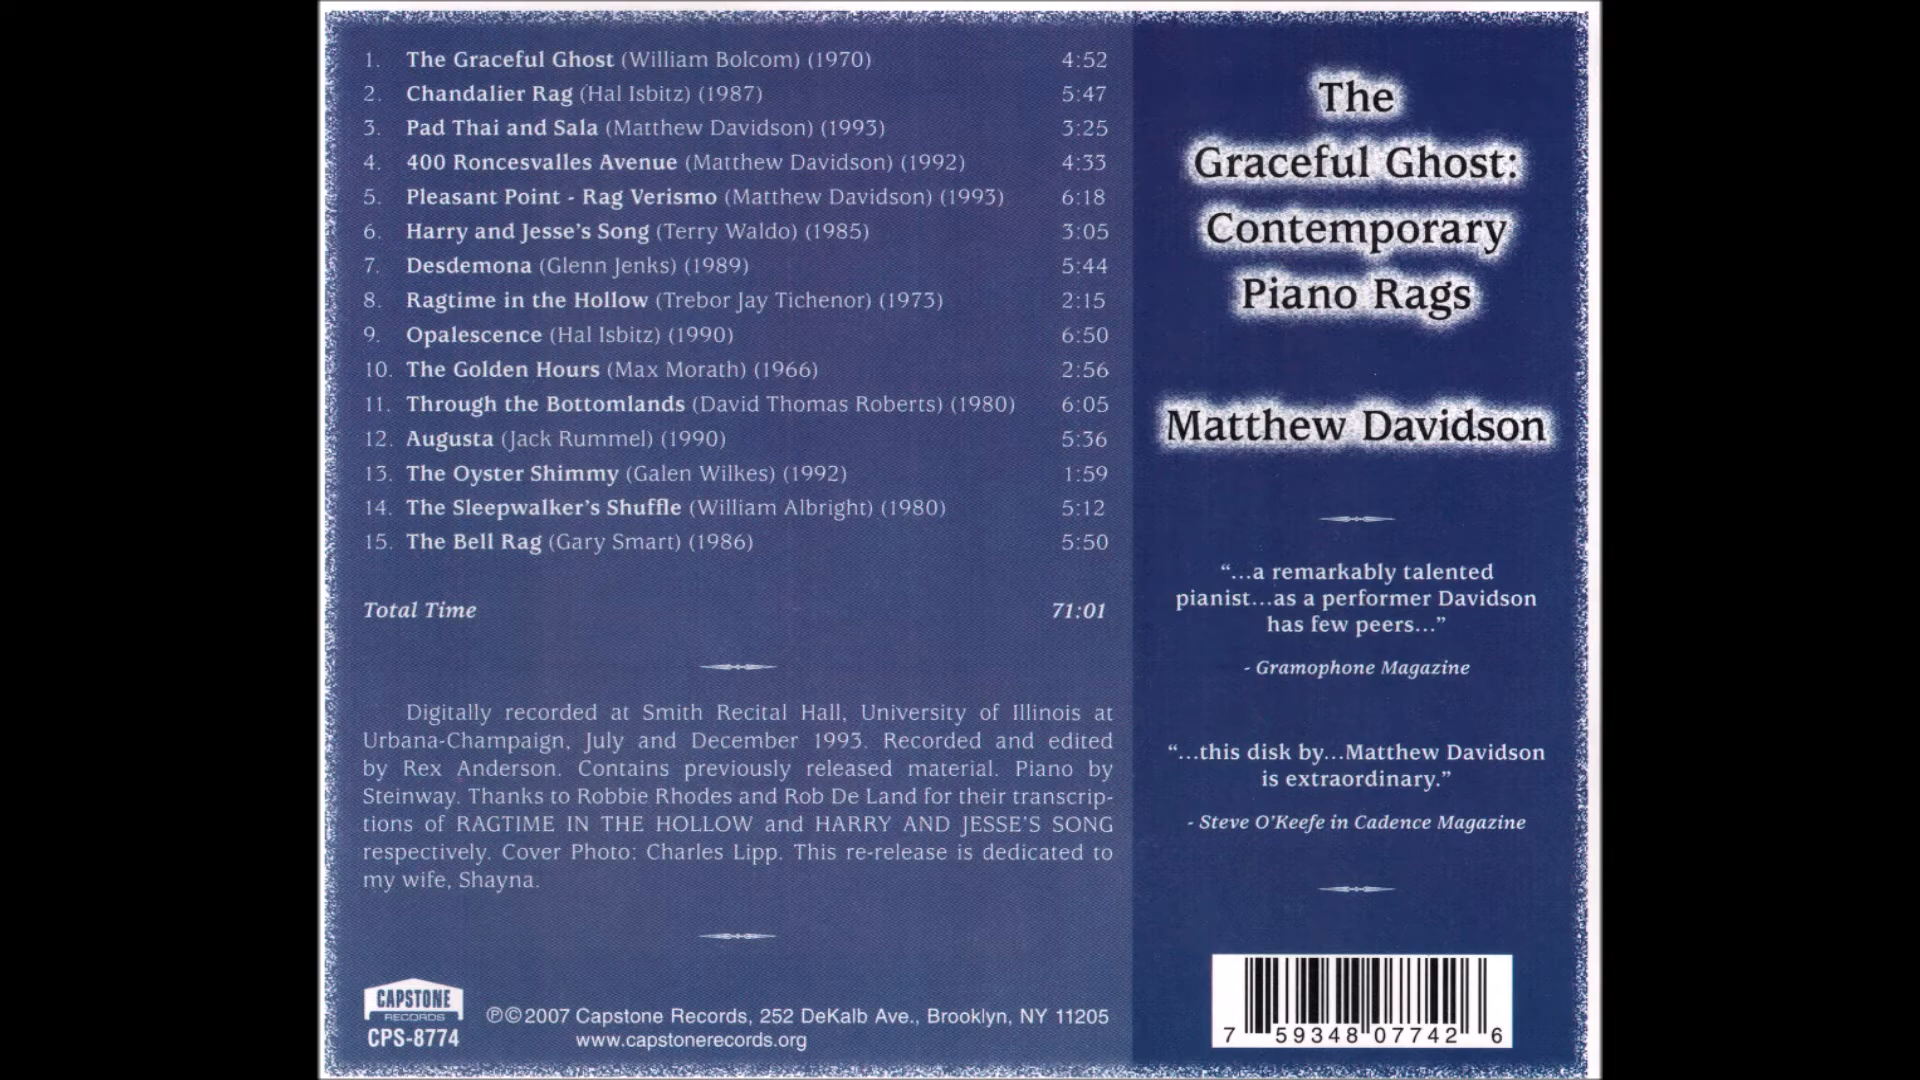 1. The Graceful Ghost (William Bolcom) (1970) 4:52
2. Chandalier Rag (Hal Isbitz) (1987) 5:47
3. Pad Thai and Sala (Matthew Davidson) (1993) 3:25
4. 400 Roncesvalles Avenue (Matthew Davidson) (1992) 4:33
5. Pleasant Point - Rag Verismo (Matthew Davidson) (1993) 6:18
6. Harry and Jesse's Song (Terry Waldo) (1985) 3:05
7. Desdemona (Glenn Jenks) (1989) 5:44
8. Ragtime in the Hollow (Trebor Jay Tichenor) (1973) 2:15
9. Opalescence (Hal Isbitz) (1990) 6:50
10. The Golden Hours (Max Morath) (1966) 2:56
11. Through the Bottomlands (David Thomas Roberts) (1980) 6:05
12. Augusta (Jack Rummel) (1990) 5:36
13. The Oyster Shimmy (Galen Wilkes) (1992) 1:59
14. The Sleepwalker's Shuffle (William Albright) (1980) 5:12
15. The Bell Rag (Gary Smart) (1986) 5:50
Total Time 71:01
Digitally recorded at Smith Recital Hall, University of Illinois at
Urbana-Champaign, July and December 1993. Recorded and edited
by Rex Anderson. Contains previously released material. Piano by
Steinway. Thanks to Robbie Rhodes and Rob De Land for their transcrip-
tions of RAGTIME IN THE HOLLOW and HARRY AND JESSE'S SONG
respectively. Cover Photo: Charles Lipp. This re-release is dedicated to
my wife, Shayna.
CAPSTONE
RECORDS
CPS-8774
℗©2007 Capstone Records, 252 DeKalb Ave., Brooklyn, NY 11205
www.capstonerecords.org
The
Graceful Ghost:
Contemporary
Piano Rags
Matthew Davidson
"...a remarkably talented
pianist...as a performer Davidson
has few peers..."
- Gramophone Magazine
"...this disk by...Matthew Davidson
is extraordinary."
- Steve O'Keefe in Cadence Magazine
7 59348 07742 6